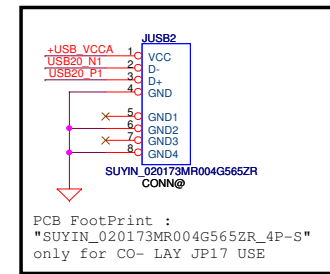 JUSB2
+USB_VCCA 1 VCC
USB20_N1 2 D-
USB20_P1 3 D+
4 GND
5 GND1
6 GND2
7 GND3
8 GND4
SUYIN_020173MR004G565ZR
CONN@
PCB FootPrint :
"SUYIN_020173MR004G565ZR_4P-S"
only for CO- LAY JP17 USE